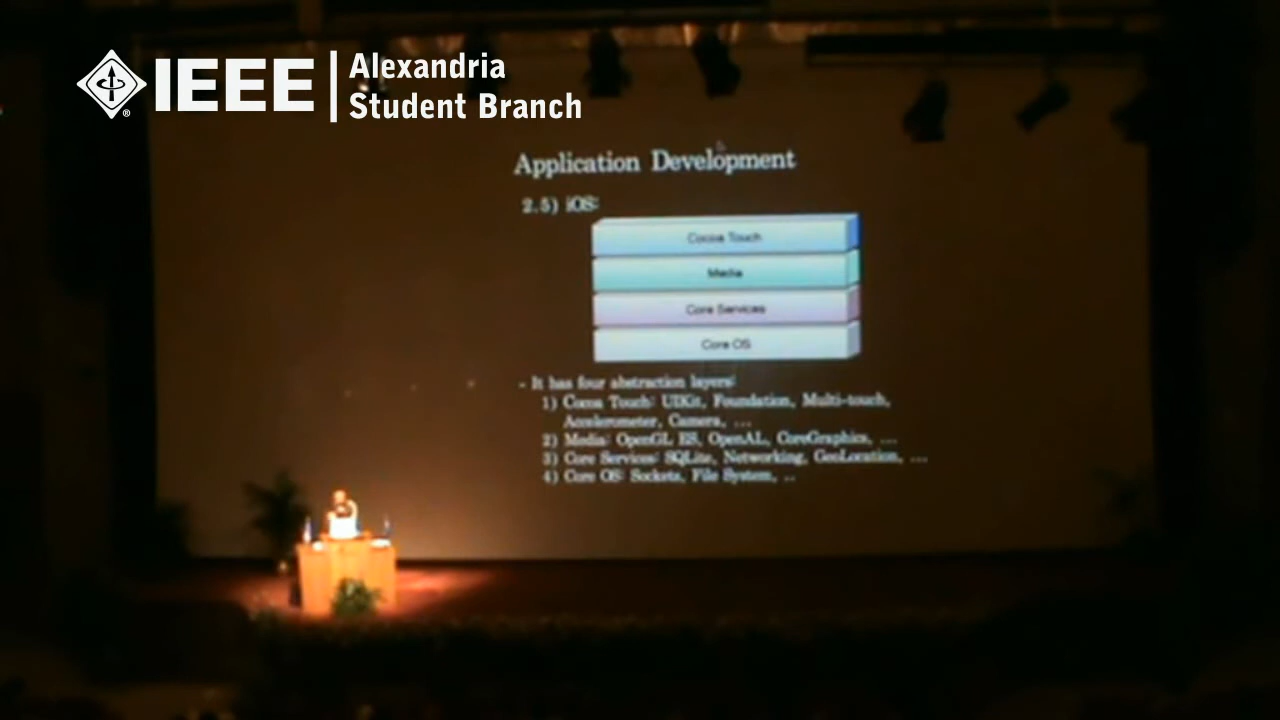 IEEE
Alexandria
Student Branch
Application Development
2.5) iOS:
Cocoa Touch
Media
Core Services
Core OS
- It has four abstraction layers:
1) Cocoa Touch: UIKit, Foundation, Multi-touch,
Accelerometer, Camera, ...
2) Media: OpenGL ES, OpenAL, CoreGraphics, ...
3) Core Services: SQLite, Networking, GeoLocation, ...
4) Core OS: Sockets, File System, ..